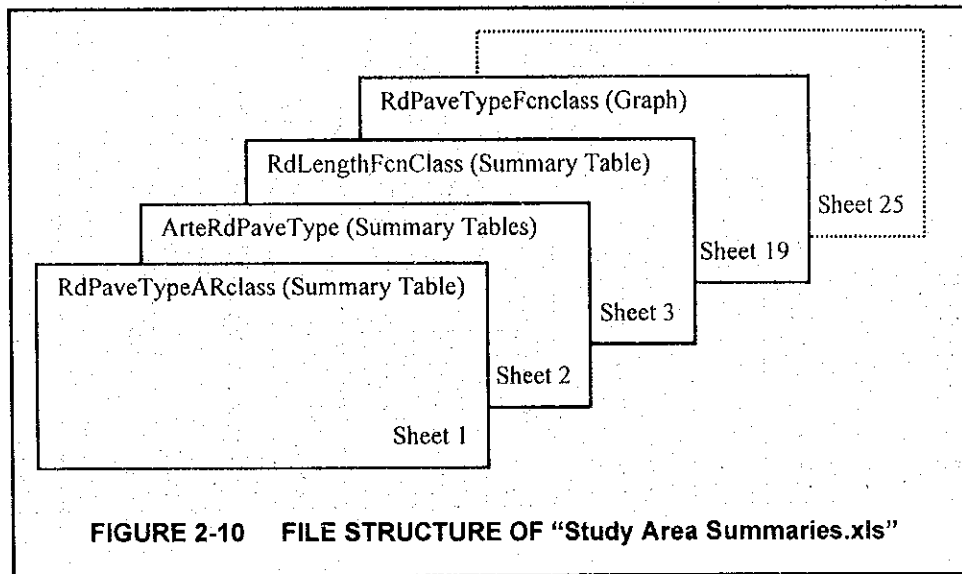 RdPaveTypeFcnclass (Graph)
Sheet 25
RdLengthFcnClass (Summary Table)
Sheet 19
ArteRdPaveType (Summary Tables)
Sheet 3
RdPaveTypeARclass (Summary Table)
Sheet 2
Sheet 1
FIGURE 2-10 FILE STRUCTURE OF “Study Area Summaries.xls”